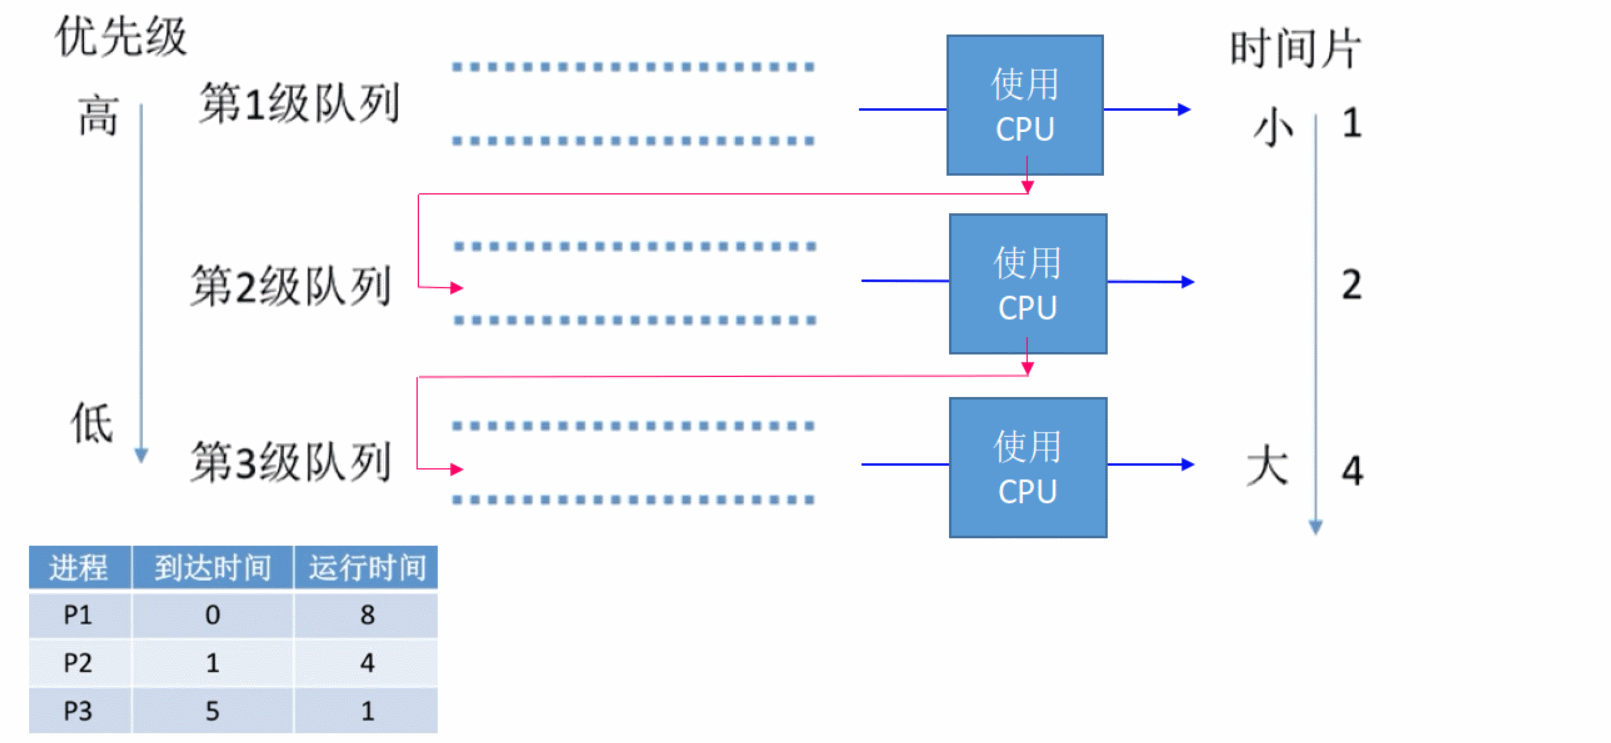 优先级
时间片
高
第1级队列
使用
CPU
小
1
第2级队列
使用
CPU
2
低
第3级队列
使用
CPU
大
4
进程 到达时间 运行时间
P1 0 8
P2 1 4
P3 5 1